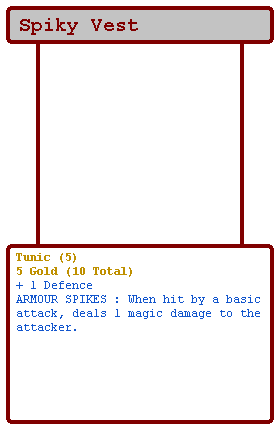 Spiky Vest
Tunic (5)
5 Gold (10 Total)
+ 1 Defence
ARMOUR SPIKES : When hit by a basic
attack, deals 1 magic damage to the
attacker.